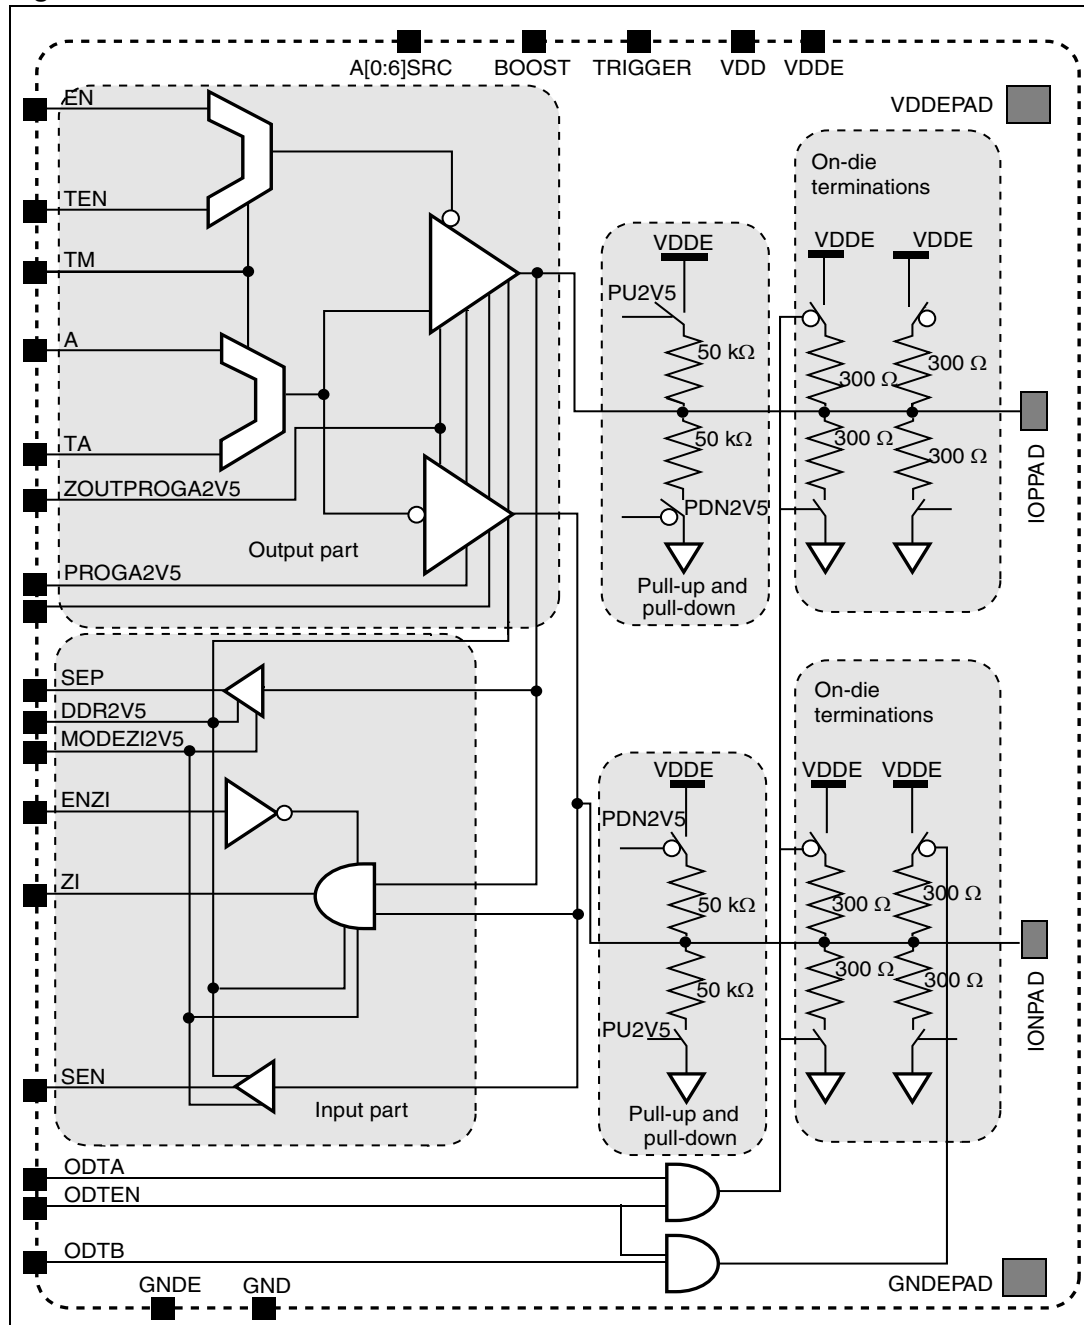 A[0:6]SRC BOOST TRIGGER VDD VDDE
VDDEPAD
EN
TEN
TM
A
TA
ZOUTPROGA2V5
Output part
PROGA2V5
VDDE
PU2V5
50 kΩ
50 kΩ
PDN2V5
Pull-up and
pull-down
On-die
terminations
VDDE VDDE
300 Ω
300 Ω
300 Ω
300 Ω
IOPPAD
SEP
DDR2V5
MODEZI2V5
ENZI
ZI
SEN
Input part
VDDE
PDN2V5
50 kΩ
50 kΩ
PU2V5
Pull-up and
pull-down
On-die
terminations
VDDE VDDE
300 Ω
300 Ω
300 Ω
300 Ω
IONPAD
ODTA
ODTEN
ODTB
GNDE GND
GNDEPAD